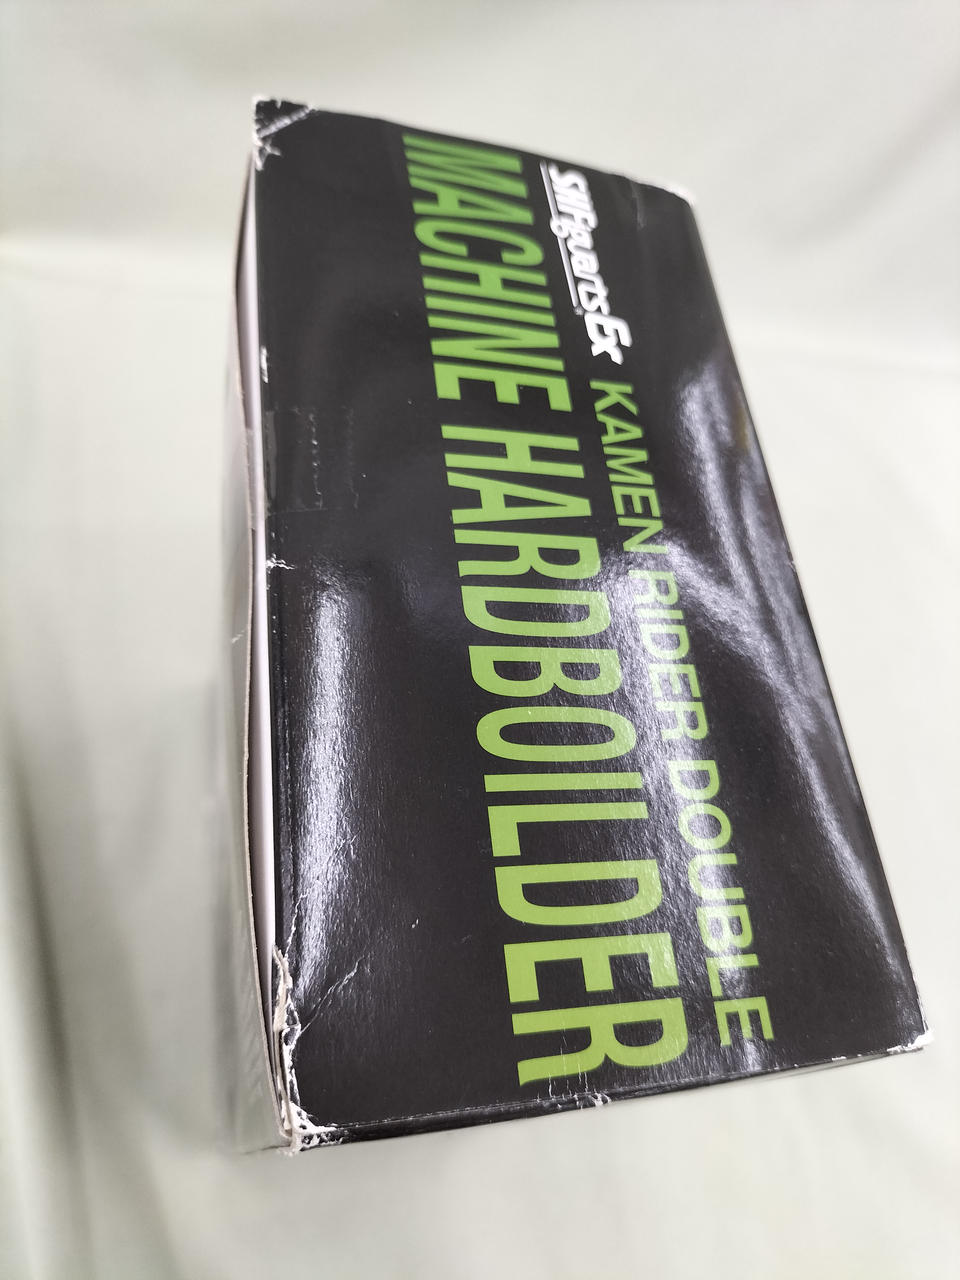 S.H.Figuarts Ex KAMEN RIDER DOUBLE
MACHINE HARDBOILDER